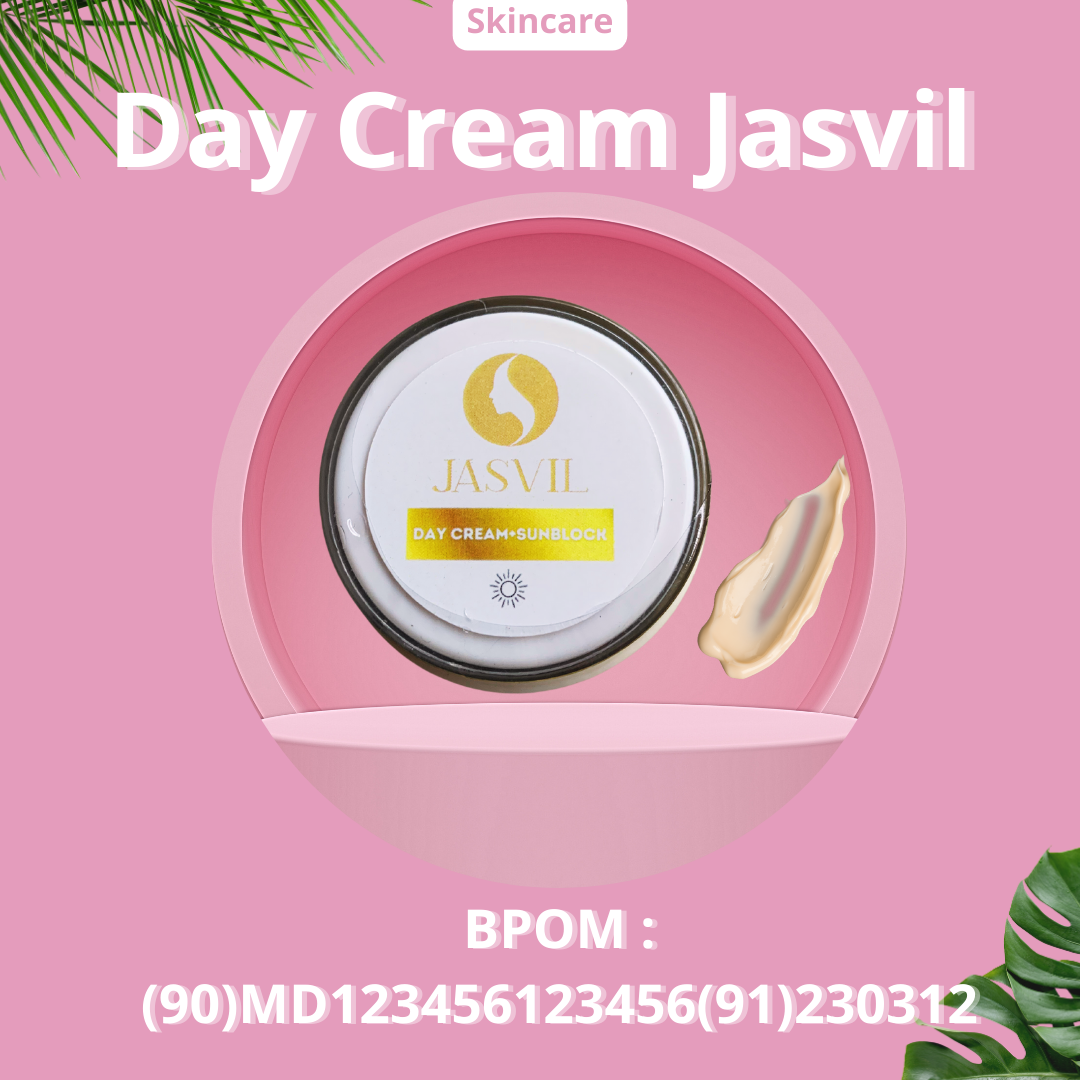 Skincare
Day Cream Jasvil
JASVIL
DAY CREAM+SUNBLOCK
BPOM :
(90)MD123456123456(91)230312